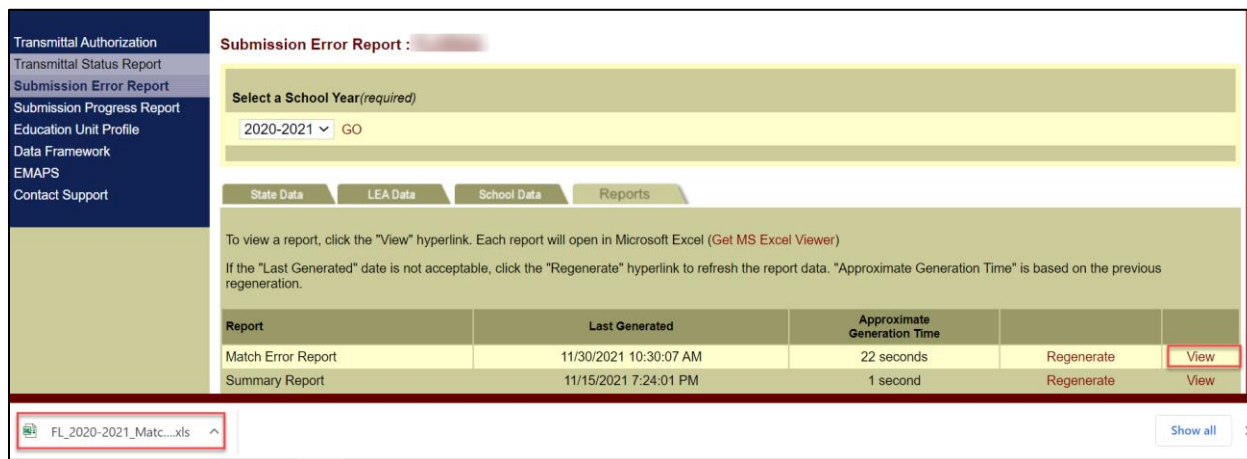 Transmittal Authorization
Transmittal Status Report
Submission Error Report
Submission Progress Report
Education Unit Profile
Data Framework
EMAPS
Contact Support
Submission Error Report :
Select a School Year(required)
2020-2021 GO
State Data LEA Data School Data Reports
To view a report, click the "View" hyperlink. Each report will open in Microsoft Excel (Get MS Excel Viewer)
If the "Last Generated" date is not acceptable, click the "Regenerate" hyperlink to refresh the report data. "Approximate Generation Time" is based on the previous
regeneration.
Report Last Generated Approximate
Generation Time
Match Error Report 11/30/2021 10:30:07 AM 22 seconds Regenerate View
Summary Report 11/15/2021 7:24:01 PM 1 second Regenerate View
FL_2020-2021_Matc....xls Show all